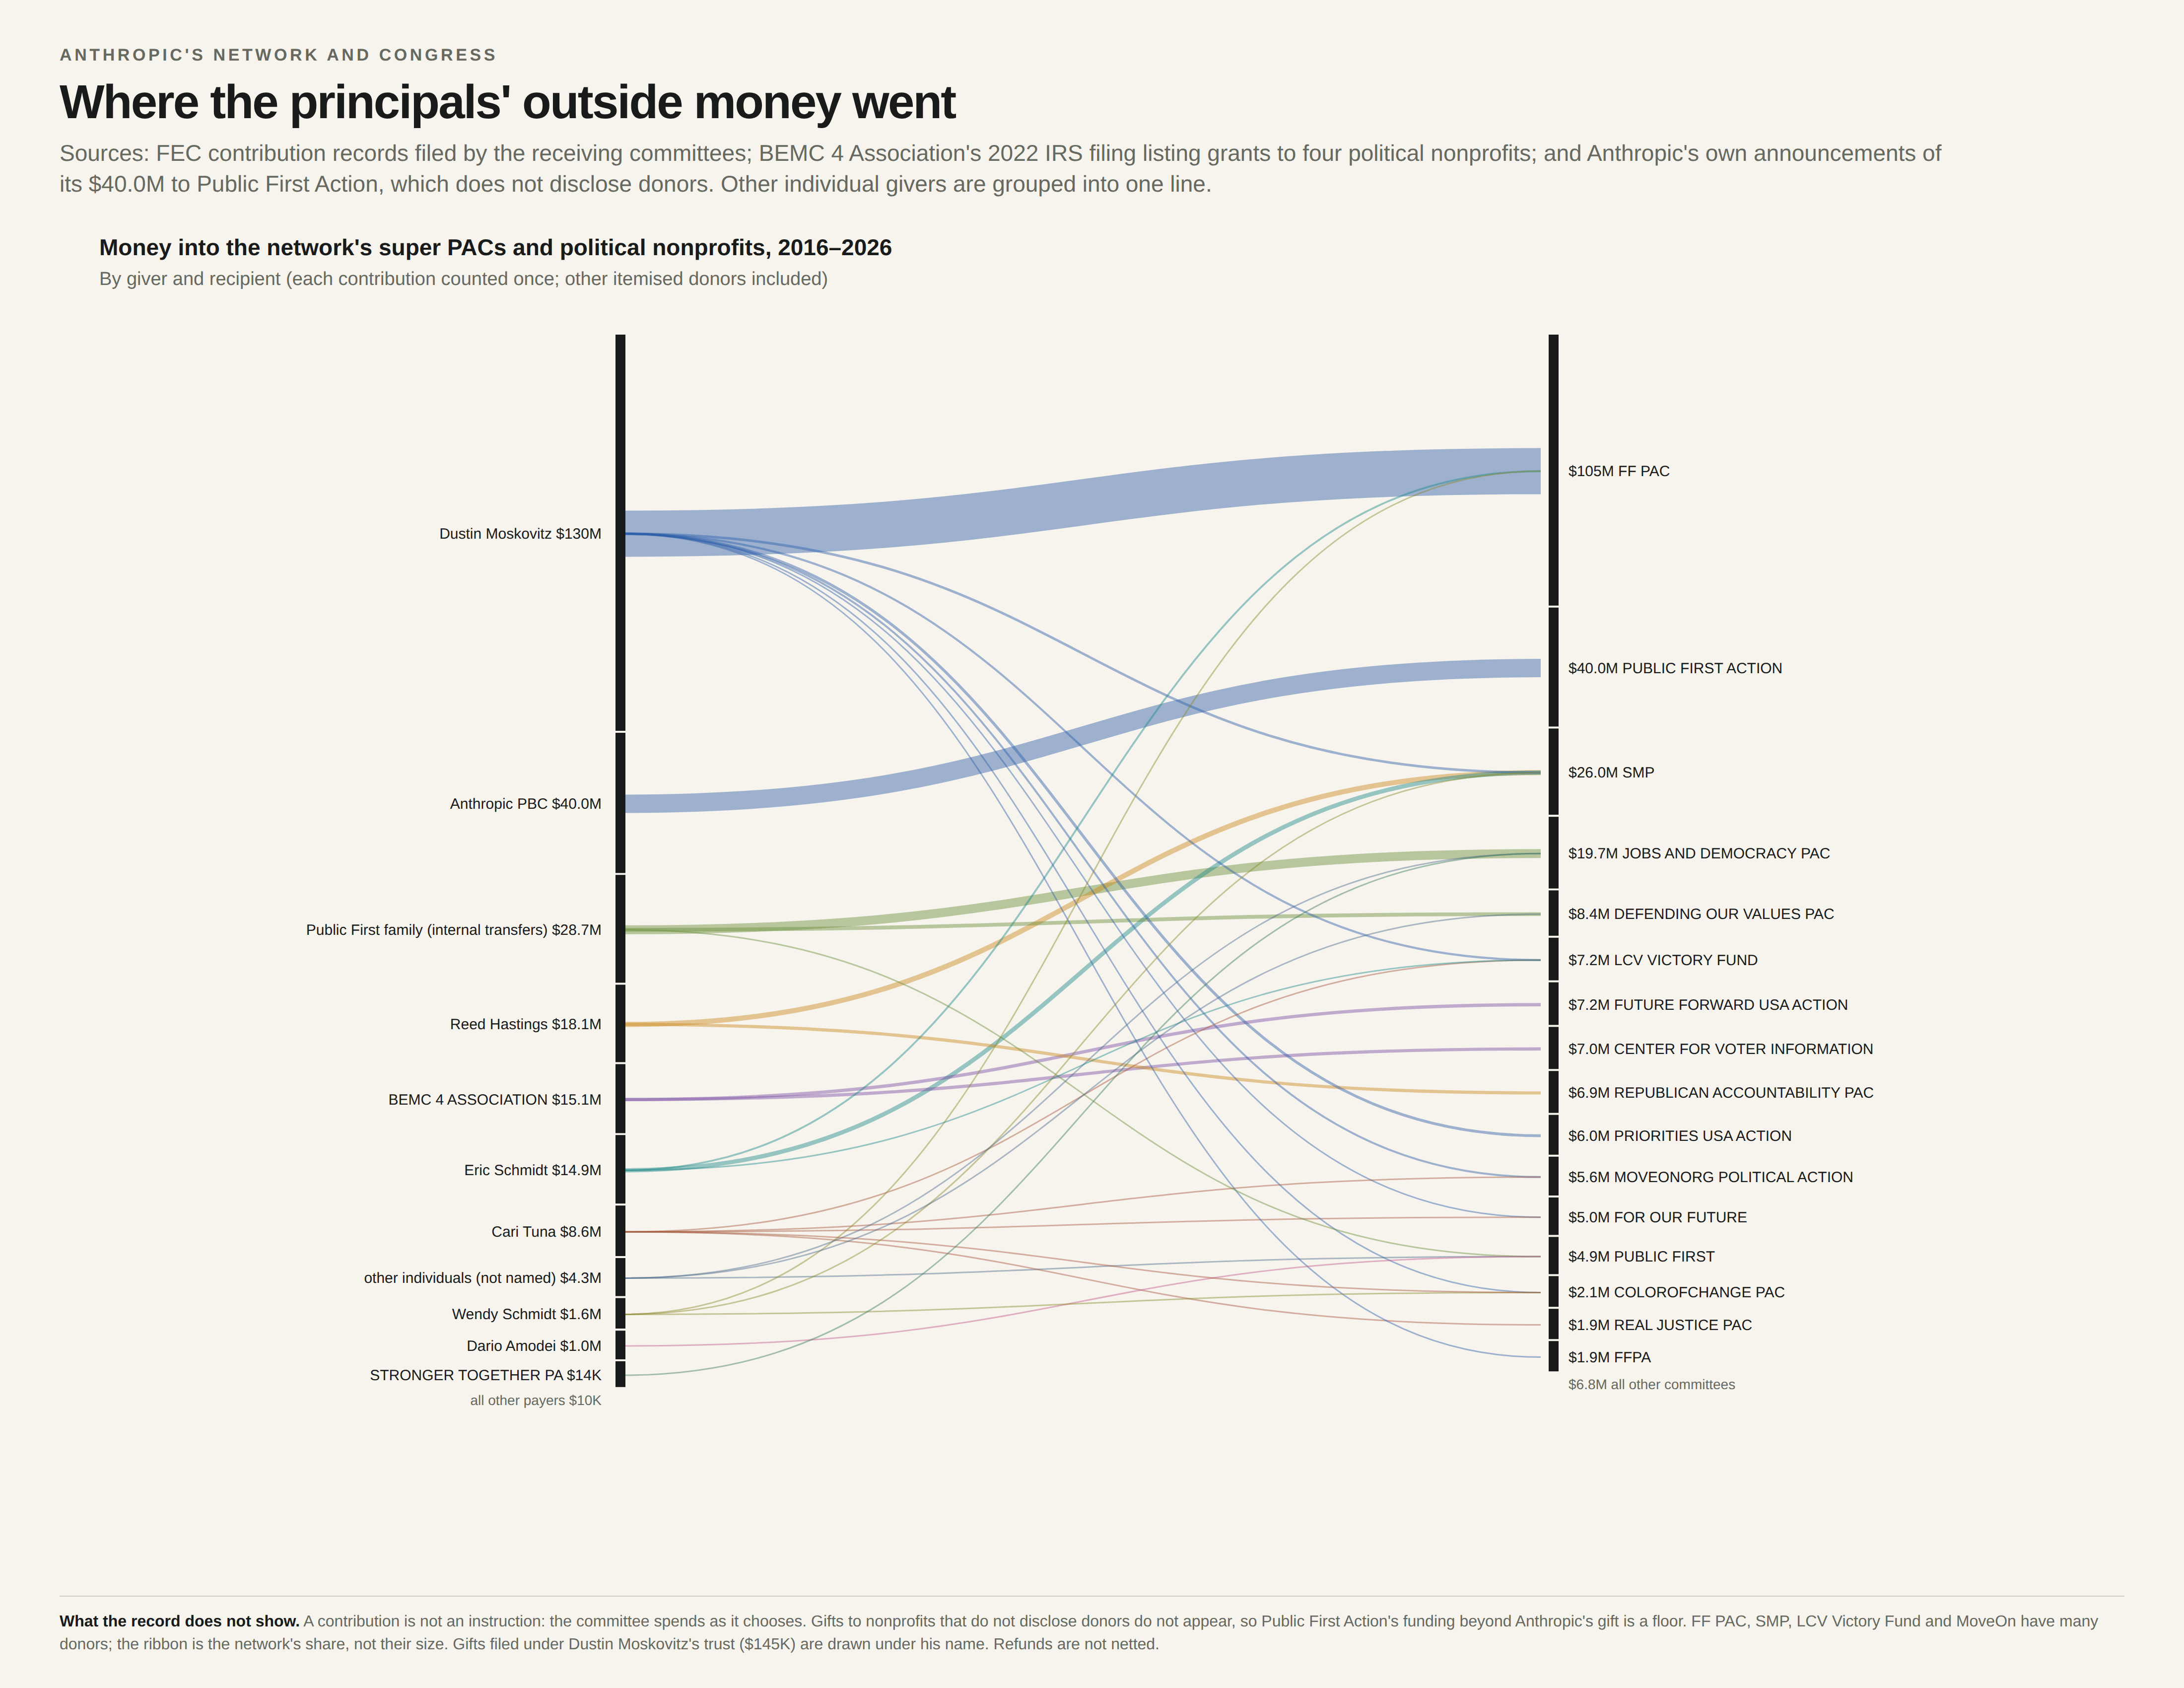 ANTHROPIC'S NETWORK AND CONGRESS
Where the principals' outside money went
Sources: FEC contribution records filed by the receiving committees; BEMC 4 Association's 2022 IRS filing listing grants to four political nonprofits; and Anthropic's own announcements of
its $40.0M to Public First Action, which does not disclose donors. Other individual givers are grouped into one line.
Money into the network's super PACs and political nonprofits, 2016–2026
By giver and recipient (each contribution counted once; other itemised donors included)
Dustin Moskovitz $130M
Anthropic PBC $40.0M
Public First family (internal transfers) $28.7M
Reed Hastings $18.1M
BEMC 4 ASSOCIATION $15.1M
Eric Schmidt $14.9M
Cari Tuna $8.6M
other individuals (not named) $4.3M
Wendy Schmidt $1.6M
Dario Amodei $1.0M
STRONGER TOGETHER PA $14K
all other payers $10K
$105M FF PAC
$40.0M PUBLIC FIRST ACTION
$26.0M SMP
$19.7M JOBS AND DEMOCRACY PAC
$8.4M DEFENDING OUR VALUES PAC
$7.2M LCV VICTORY FUND
$7.2M FUTURE FORWARD USA ACTION
$7.0M CENTER FOR VOTER INFORMATION
$6.9M REPUBLICAN ACCOUNTABILITY PAC
$6.0M PRIORITIES USA ACTION
$5.6M MOVEONORG POLITICAL ACTION
$5.0M FOR OUR FUTURE
$4.9M PUBLIC FIRST
$2.1M COLOROFCHANGE PAC
$1.9M REAL JUSTICE PAC
$1.9M FFPA
$6.8M all other committees
What the record does not show. A contribution is not an instruction: the committee spends as it chooses. Gifts to nonprofits that do not disclose donors do not appear, so Public First Action's funding beyond Anthropic's gift is a floor. FF PAC, SMP, LCV Victory Fund and MoveOn have many
donors; the ribbon is the network's share, not their size. Gifts filed under Dustin Moskovitz's trust ($145K) are drawn under his name. Refunds are not netted.